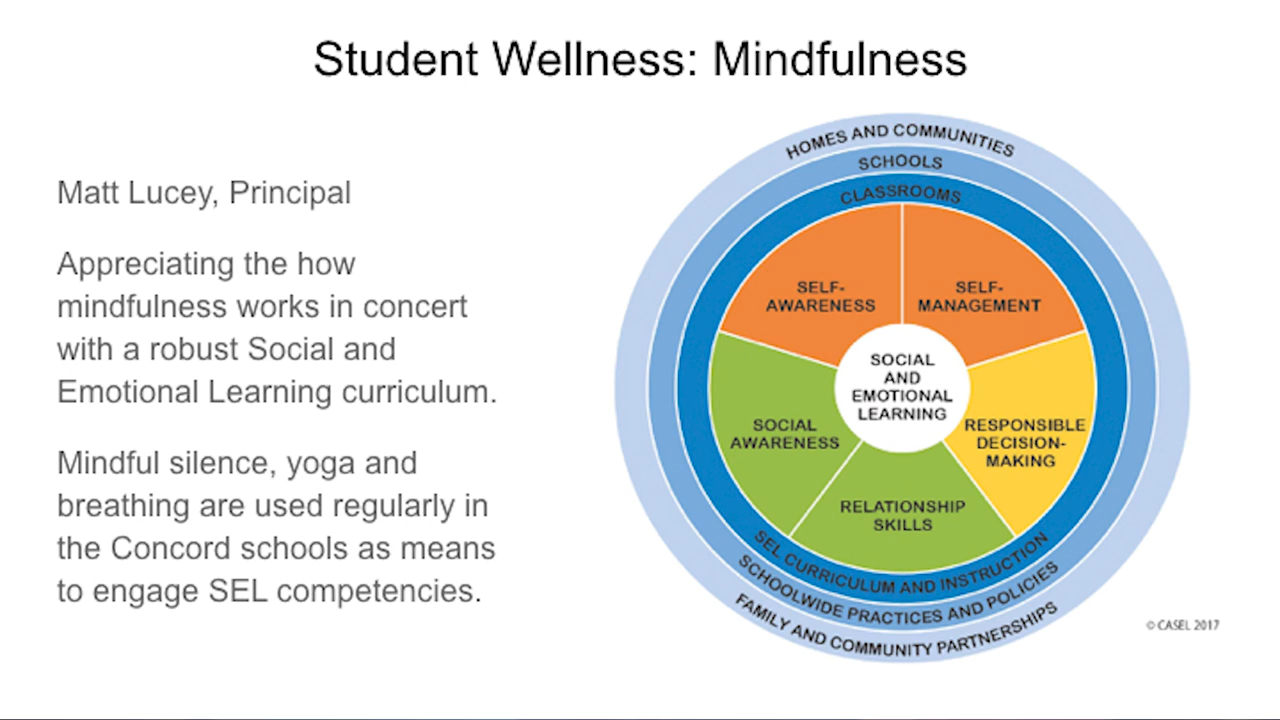 Student Wellness: Mindfulness
Matt Lucey, Principal
Appreciating the how
mindfulness works in concert
with a robust Social and
Emotional Learning curriculum.
Mindful silence, yoga and
breathing are used regularly in
the Concord schools as means
to engage SEL competencies.
HOMES AND COMMUNITIES
SCHOOLS
CLASSROOMS
SELF-
AWARENESS
SELF-
MANAGEMENT
SOCIAL
AND
EMOTIONAL
LEARNING
SOCIAL
AWARENESS
RESPONSIBLE
DECISION-
MAKING
RELATIONSHIP
SKILLS
SEL CURRICULUM AND INSTRUCTION
SCHOOLWIDE PRACTICES AND POLICIES
FAMILY AND COMMUNITY PARTNERSHIPS
© CASEL 2017